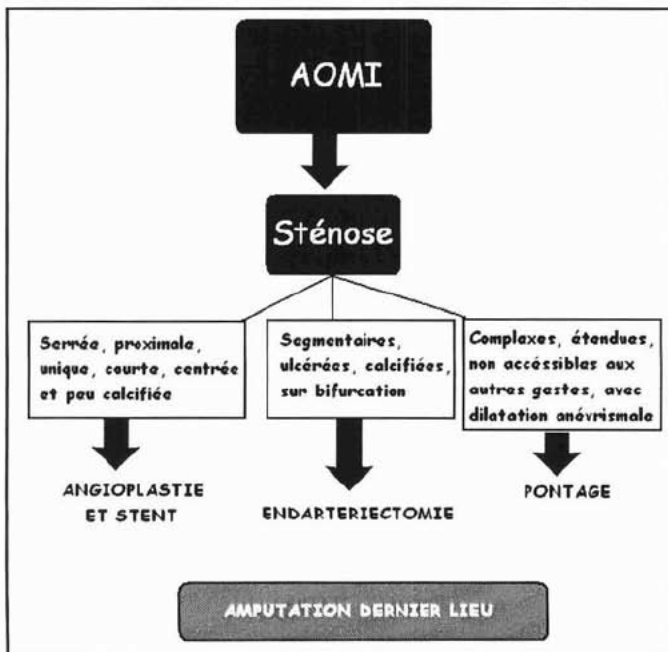 AOMI
Sténose
Serrée, proximale,
unique, courte, centrée
et peu calcifiée
Segmentaires,
ulcérées, calcifiées,
sur bifurcation
Complexes, étendues,
non accéssibles aux
autres gestes, avec
dilatation anévrismale
ANGIOPLASTIE
ET STENT
ENDARTERIECTOMIE
PONTAGE
AMPUTATION DERNIER LIEU